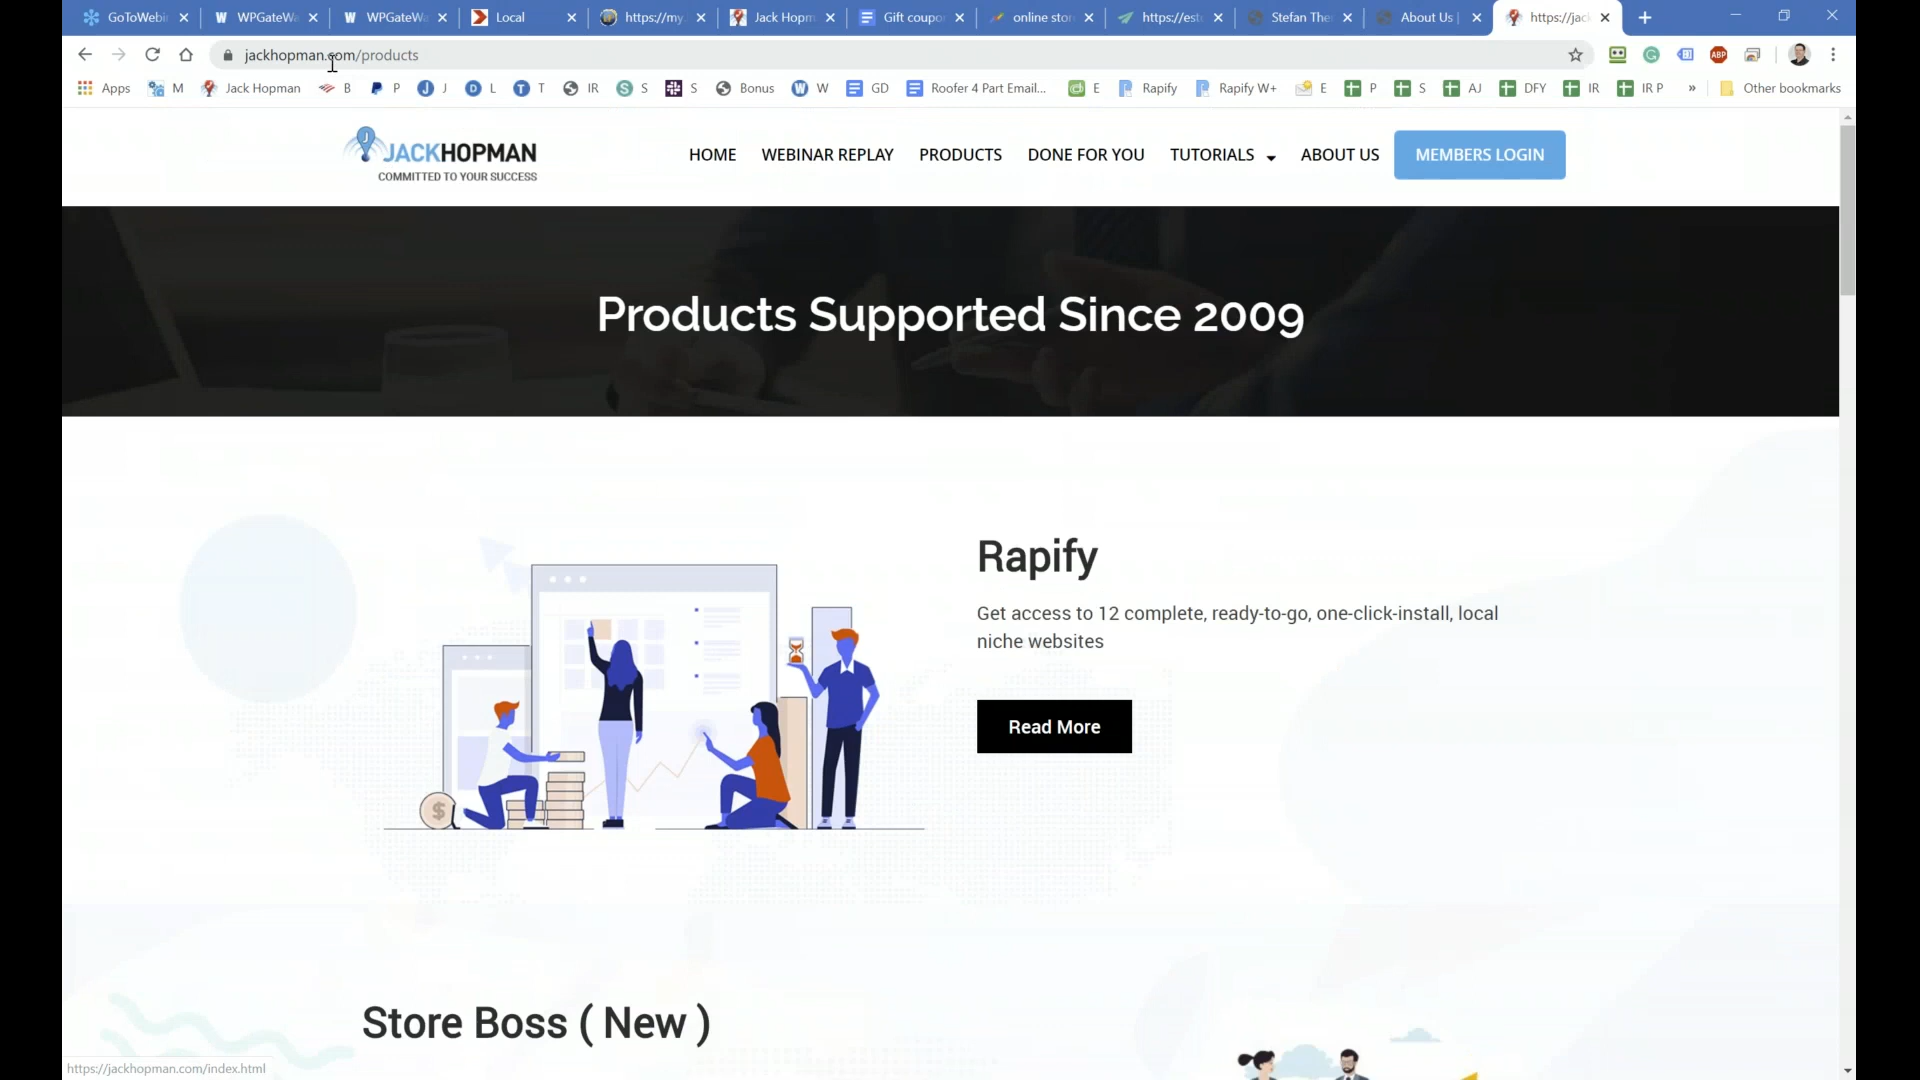 GoToWebi
WPGateWa
WPGateWa
Local
https://my.
Jack Hopm
Gift coupo
online stor
https://est
Stefan The
About Us |
https://jac
jackhopman.com/products
Apps
M
Jack Hopman
B
P
J
L
T
IR
S
S
Bonus
W
GD
Roofer 4 Part Email...
E
Rapify
Rapify W+
E
P
S
AJ
DFY
IR
IR P
»
Other bookmarks
ABP
JACKHOPMAN
COMMITTED TO YOUR SUCCESS
HOME
WEBINAR REPLAY
PRODUCTS
DONE FOR YOU
TUTORIALS
ABOUT US
MEMBERS LOGIN
Products Supported Since 2009
Rapify
Get access to 12 complete, ready-to-go, one-click-install, local
niche websites
Read More
$
Store Boss ( New )
https://jackhopman.com/index.html